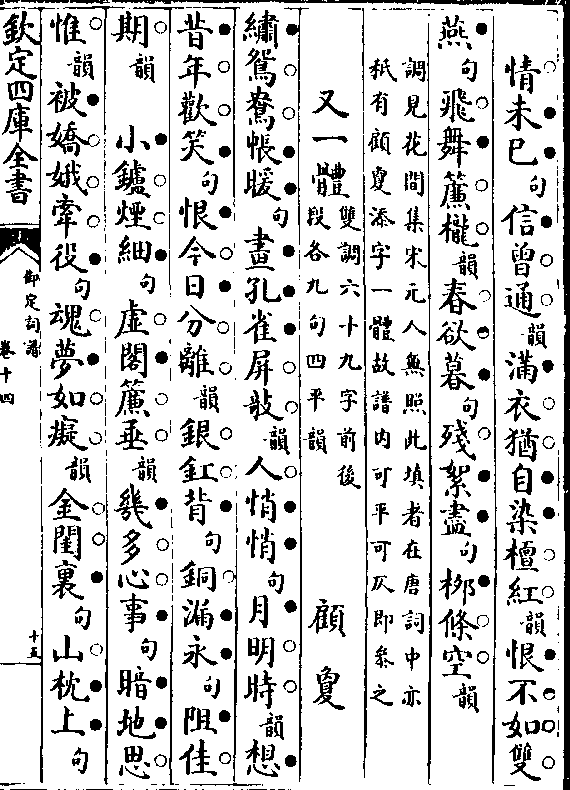 情未已句信曾通韻滿衣猶自染檀紅韻恨不如雙
燕句飛舞簾櫳韻春欲暮句殘絮盡句柳條空韻
調見花間集宋元人無照此填者在唐詞中亦
秖有顧夐添字一體故譜内可平可仄即叅之
又一體雙調六十九字前後
段各九句四平韻
顧夐
繡鴛鴦帳暖句畫孔雀屏敧韻人悄悄句月明時韻想
昔年歡笑句恨今日分離韻銀釭背句銅漏永句阻佳
期韻 小鑪煙細句虛閣簾垂韻幾多心事句暗地思
惟韻被嬌娥牽役句魂夢如癡韻金閨裏句山枕上句
欽定四庫全書
御定詞譜
卷十四
十五